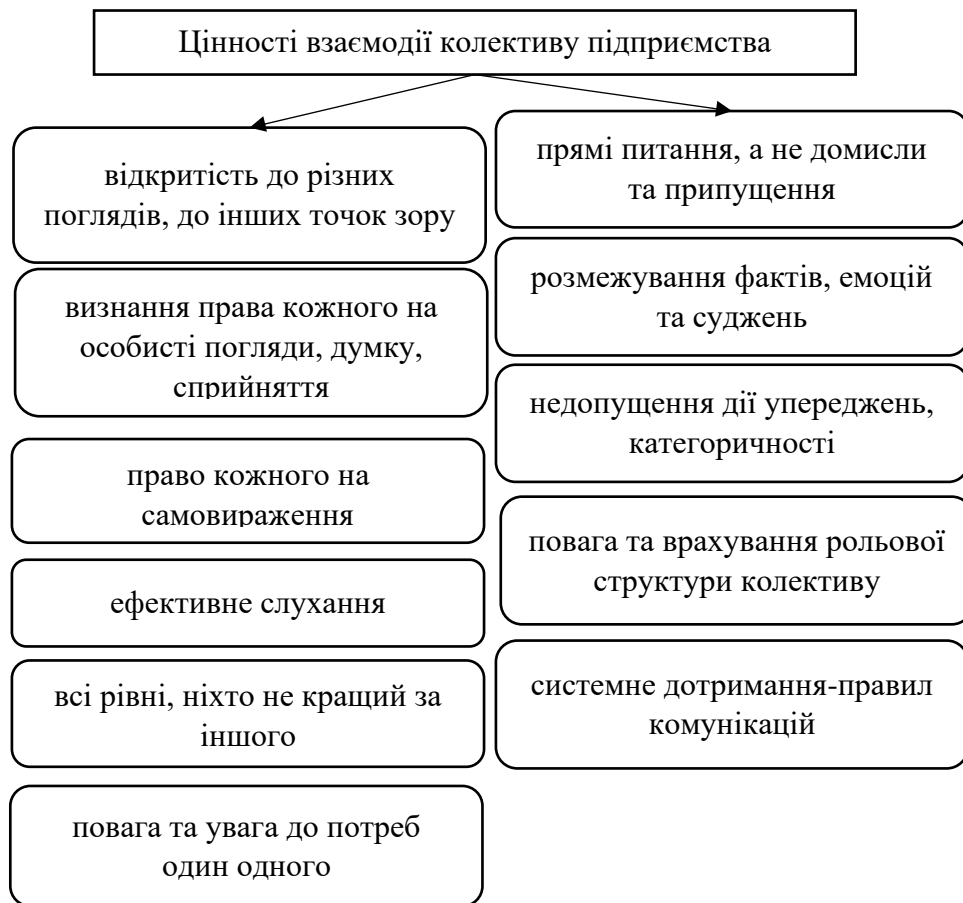 Цінності взаємодії колективу підприємства
відкритість до різних
поглядів, до інших точок зору
визнання права кожного на
особисті погляди, думку,
сприйняття
право кожного на
самовираження
ефективне слухання
всі рівні, ніхто не кращий за
іншого
повага та увага до потреб
один одного
прямі питання, а не домисли
та припущення
розмежування фактів, емоцій
та суджень
недопущення дії упереджень,
категоричності
повага та врахування рольової
структури колективу
системне дотримання-правил
комунікацій